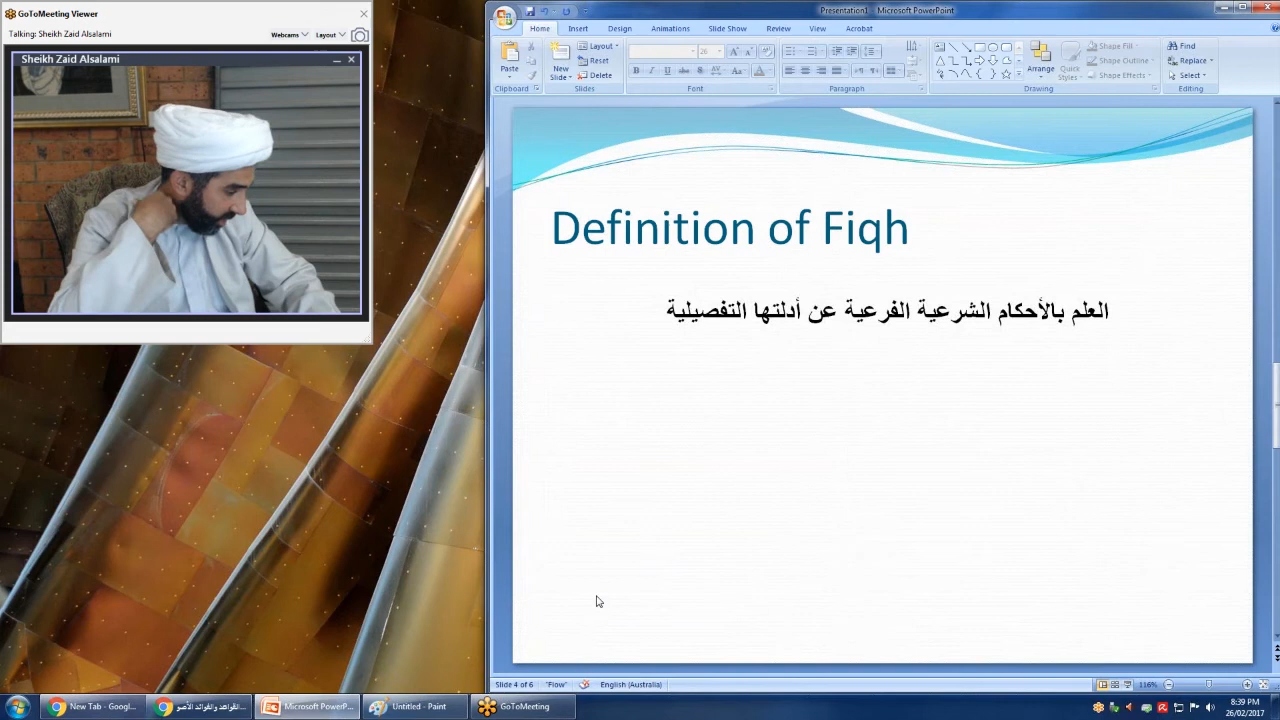 GoToMeeting Viewer
Talking: Sheikh Zaid Alsalami
Webcams
Layout
Sheikh Zaid Alsalami
Presentation1 - Microsoft PowerPoint
Home Insert Design Animations Slide Show Review View Acrobat
Paste
Clipboard
New Slide
Layout
Reset
Delete
Slides
26
Font
Paragraph
Arrange
Quick Styles
Shape Fill
Shape Outline
Shape Effects
Drawing
Find
Replace
Select
Editing
Definition of Fiqh
العلم بالأحكام الشرعية الفرعية عن أدلتها التفصيلية
Slide 4 of 6
"Flow"
English (Australia)
116%
New Tab - Googl...
القواعد والفوائد الأصو...
Microsoft PowerP...
Untitled - Paint
GoToMeeting
8:39 PM
26/02/2017